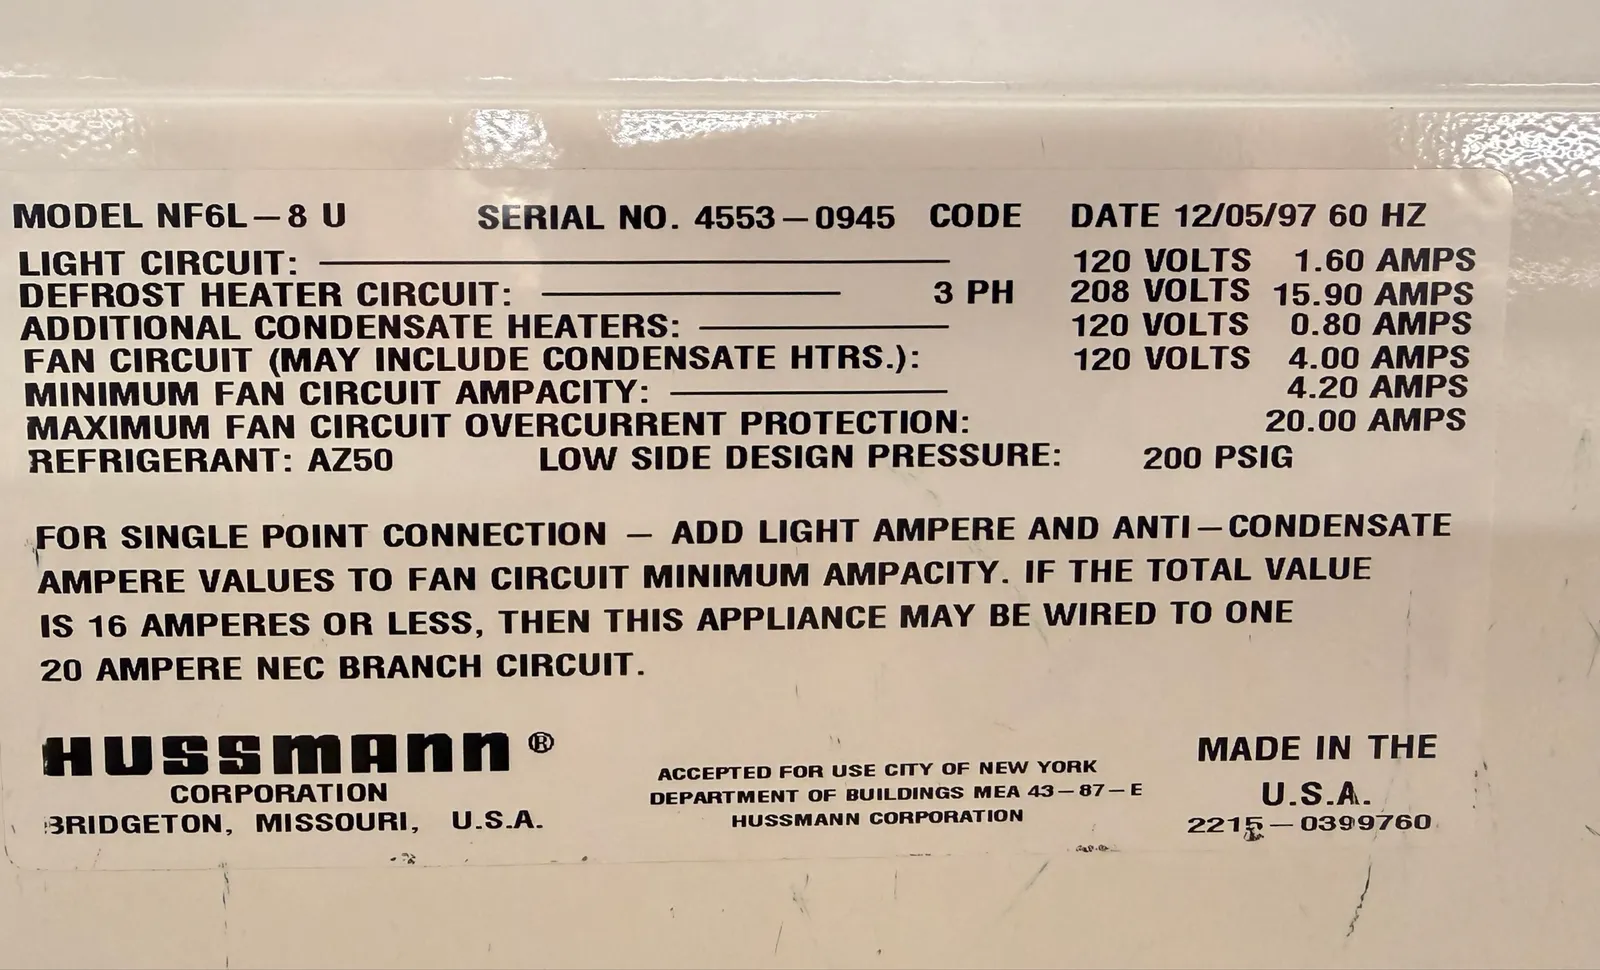 MODEL NF6L-8 U SERIAL NO. 4553-0945 CODE DATE 12/05/97 60 HZ
LIGHT CIRCUIT: 120 VOLTS 1.60 AMPS
DEFROST HEATER CIRCUIT: 3 PH 208 VOLTS 15.90 AMPS
ADDITIONAL CONDENSATE HEATERS: 120 VOLTS 0.80 AMPS
FAN CIRCUIT (MAY INCLUDE CONDENSATE HTRS.): 120 VOLTS 4.00 AMPS
MINIMUM FAN CIRCUIT AMPACITY: 4.20 AMPS
MAXIMUM FAN CIRCUIT OVERCURRENT PROTECTION: 20.00 AMPS
REFRIGERANT: AZ50 LOW SIDE DESIGN PRESSURE: 200 PSIG
FOR SINGLE POINT CONNECTION – ADD LIGHT AMPERE AND ANTI-CONDENSATE
AMPERE VALUES TO FAN CIRCUIT MINIMUM AMPACITY. IF THE TOTAL VALUE
IS 16 AMPERES OR LESS, THEN THIS APPLIANCE MAY BE WIRED TO ONE
20 AMPERE NEC BRANCH CIRCUIT.
HUSSMANN®
CORPORATION
BRIDGETON, MISSOURI, U.S.A.
ACCEPTED FOR USE CITY OF NEW YORK
DEPARTMENT OF BUILDINGS MEA 43-87-E
HUSSMANN CORPORATION
MADE IN THE
U.S.A.
2215-0399760